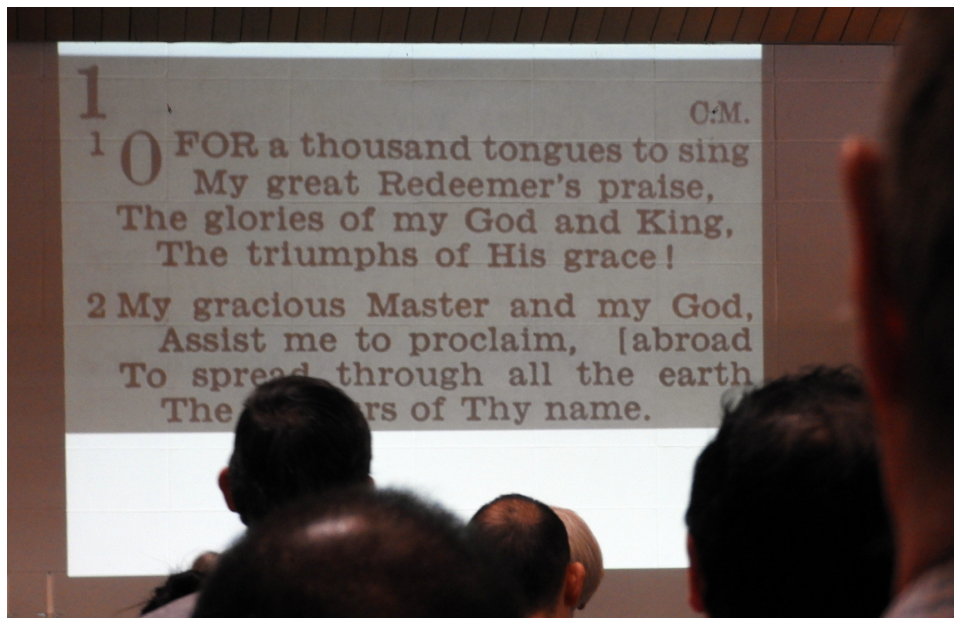 1
C.M.
1 O FOR a thousand tongues to sing
My great Redeemer's praise,
The glories of my God and King,
The triumphs of His grace!
2 My gracious Master and my God,
Assist me to proclaim, [abroad
To spread through all the earth
The of Thy name.